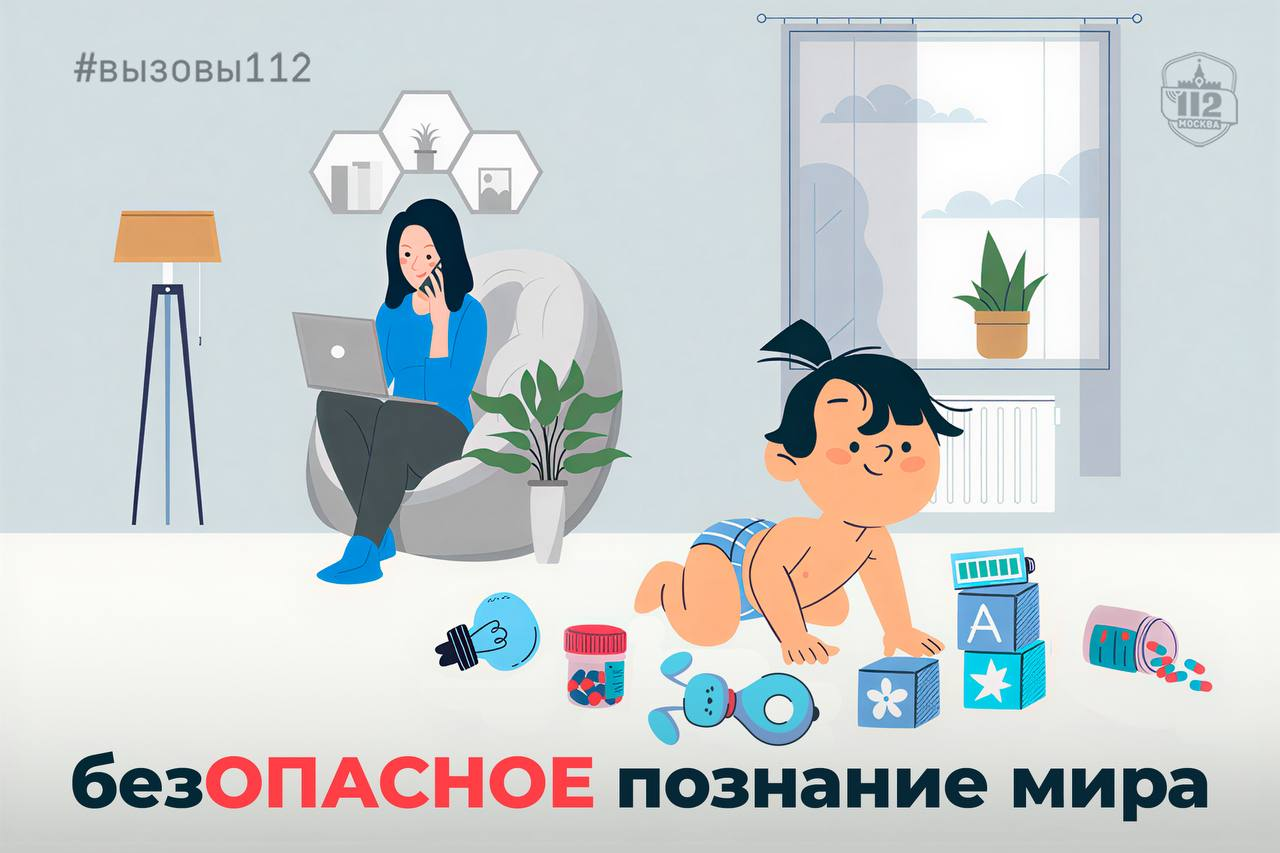 #вызовы112
112
МОСКВА
A
безОПАСНОЕ познание мира